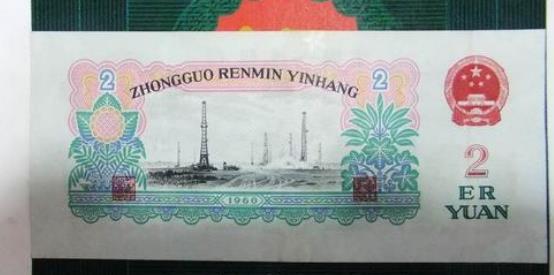 2
ZHONGGUO RENMIN YINHANG
2
2
ER
YUAN
1960